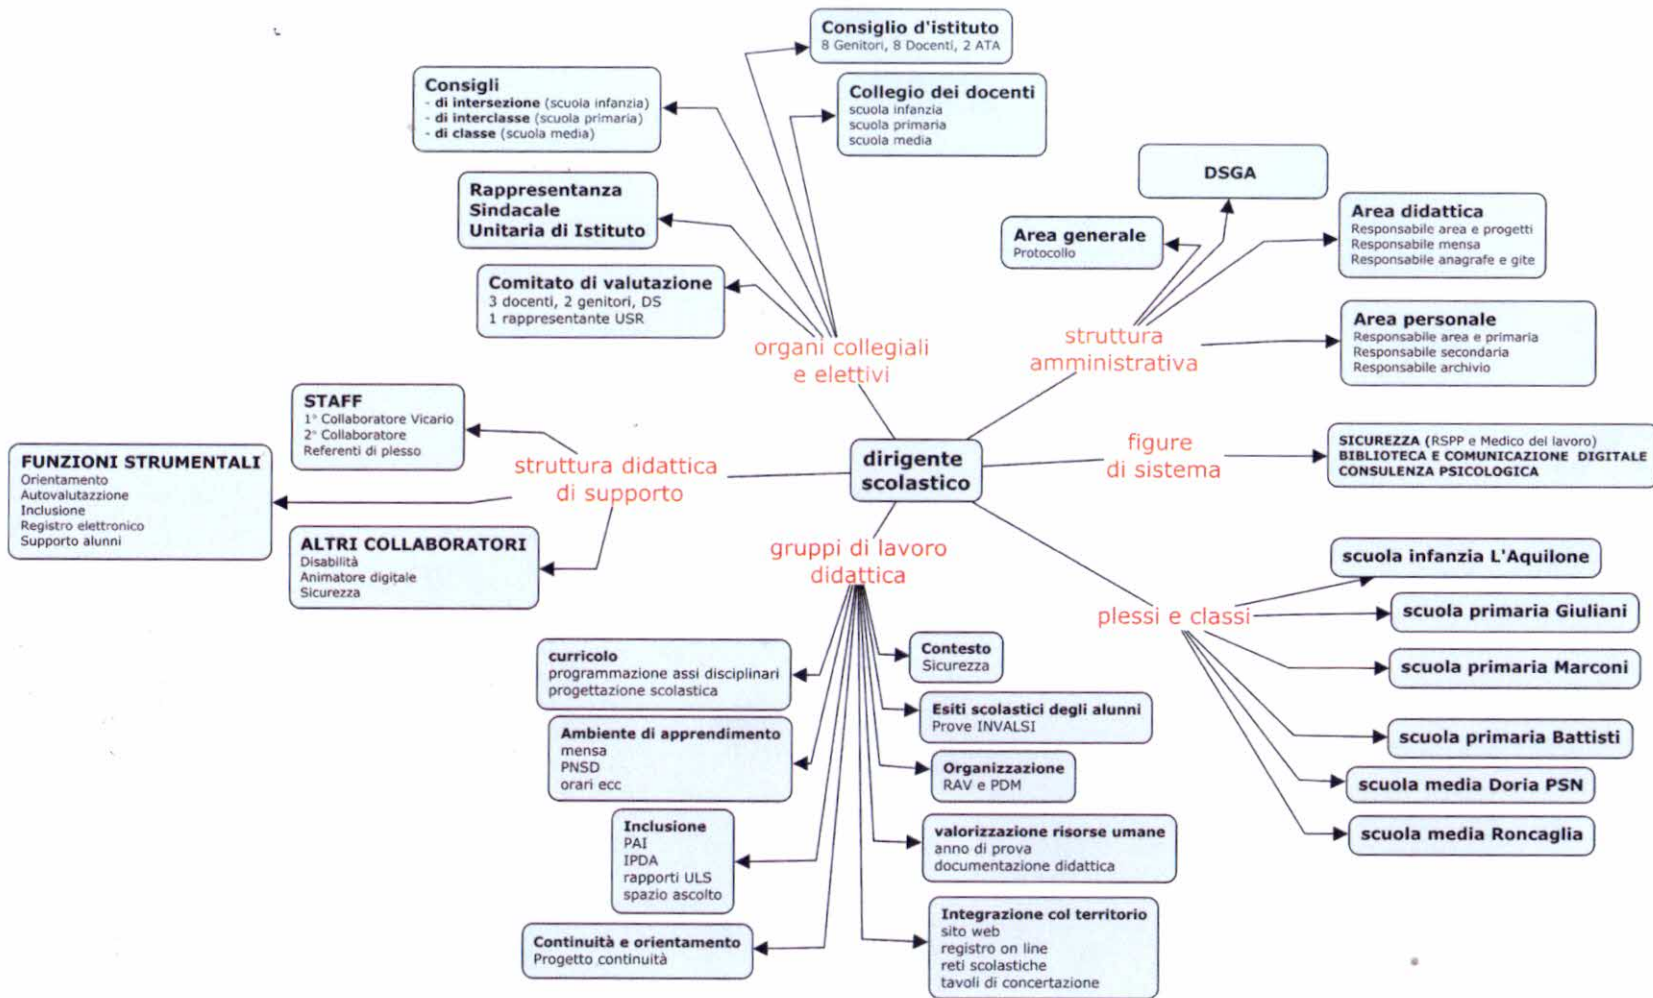 Consiglio d'istituto
8 Genitori, 8 Docenti, 2 ATA
Consigli
- di intersezione (scuola infanzia)
- di interclasse (scuola primaria)
- di classe (scuola media)
Collegio dei docenti
scuola infanzia
scuola primaria
scuola media
Rappresentanza
Sindacale
Unitaria di Istituto
Comitato di valutazione
3 docenti, 2 genitori, DS
1 rappresentante USR
organi collegiali
e elettivi
DSGA
Area generale
Protocollo
Area didattica
Responsabile area e progetti
Responsabile mensa
Responsabile anagrafe e gite
Area personale
Responsabile area e primaria
Responsabile secondaria
Responsabile archivio
struttura
amministrativa
STAFF
1° Collaboratore Vicario
2° Collaboratore
Referenti di plesso
FUNZIONI STRUMENTALI
Orientamento
Autovalutazzione
Inclusione
Registro elettronico
Supporto alunni
ALTRI COLLABORATORI
Disabilità
Animatore digitale
Sicurezza
struttura didattica
di supporto
dirigente
scolastico
figure
di sistema
SICUREZZA (RSPP e Medico del lavoro)
BIBLIOTECA E COMUNICAZIONE DIGITALE
CONSULENZA PSICOLOGICA
gruppi di lavoro
didattica
curricolo
programmazione assi disciplinari
progettazione scolastica
Ambiente di apprendimento
mensa
PNSD
orari ecc
Inclusione
PAI
IPDA
rapporti ULS
spazio ascolto
Continuità e orientamento
Progetto continuità
Contesto
Sicurezza
Esiti scolastici degli alunni
Prove INVALSI
Organizzazione
RAV e PDM
valorizzazione risorse umane
anno di prova
documentazione didattica
Integrazione col territorio
sito web
registro on line
reti scolastiche
tavoli di concertazione
plessi e classi
scuola infanzia L'Aquilone
scuola primaria Giuliani
scuola primaria Marconi
scuola primaria Battisti
scuola media Doria PSN
scuola media Roncaglia